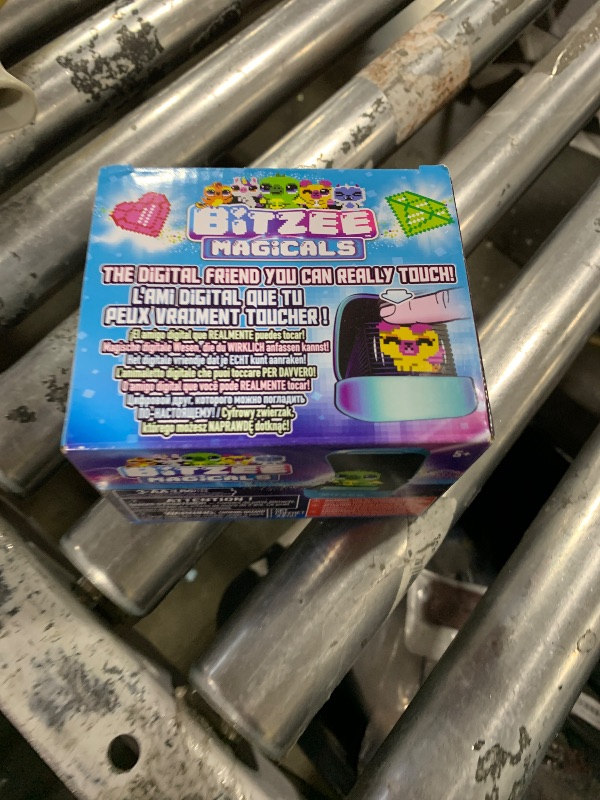 BITZEE
MAGICALS
THE DIGITAL FRIEND YOU CAN REALLY TOUCH!
L'AMI DIGITAL QUE TU
PEUX VRAIMENT TOUCHER !
¡El amigo digital que REALMENTE puedes tocar!
Magische digitale Wesen, die du WIRKLICH anfassen kannst!
Het digitale vriendje dat je ECHT kunt aanraken!
L'animaletto digitale che puoi toccare PER DAVVERO!
O amigo digital que você pode REALMENTE tocar!
Цифровой друг, которого можно погладить
ПО-НАСТОЯЩЕМУ! / Cyfrowy zwierzak,
którego możesz NAPRAWDĘ dotknąć!
BITZEE
5+
ATTENTION !